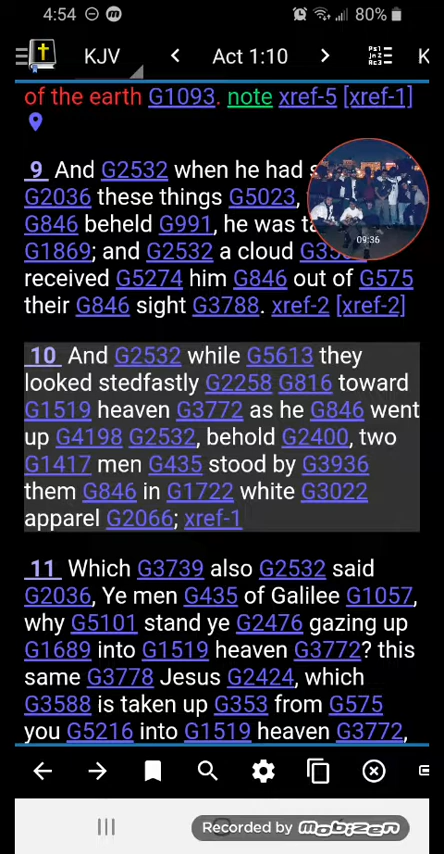 4:54 80%
KJV Act 1:10 K
of the earth G1093. note xref-5 [xref-1]
9 And G2532 when he had
G2036 these things G5023,
G846 beheld G991, he was
G1869; and G2532 a cloud
09:36
received G5274 him G846 out of G575
their G846 sight G3788. xref-2 [xref-2]
10 And G2532 while G5613 they
looked stedfastly G2258 G816 toward
G1519 heaven G3772 as he G846 went
up G4198 G2532, behold G2400, two
G1417 men G435 stood by G3936
them G846 in G1722 white G3022
apparel G2066; xref-1
11 Which G3739 also G2532 said
G2036, Ye men G435 of Galilee G1057,
why G5101 stand ye G2476 gazing up
G1689 into G1519 heaven G3772? this
same G3778 Jesus G2424, which
G3588 is taken up G353 from G575
you G5216 into G1519 heaven G3772,
Recorded by mobizen